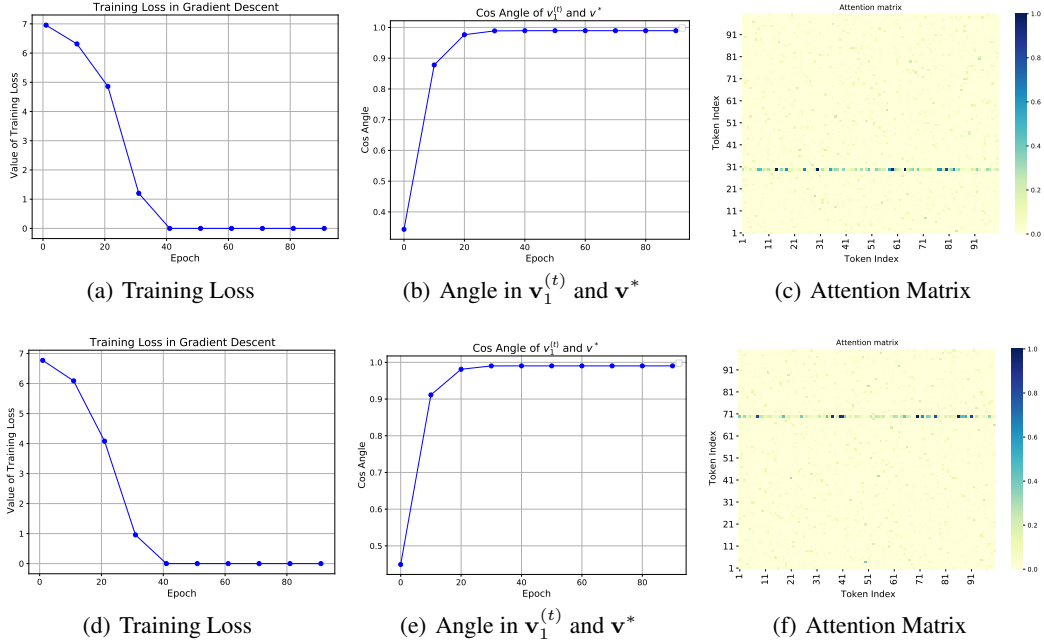 Training Loss in Gradient Descent
Value of Training Loss
7
6
5
4
3
2
1
0
0 20 40 60 80
Epoch
(a) Training Loss
Cos Angle of v₁⁽ᵗ⁾ and v*
Cos Angle
1.0
0.9
0.8
0.7
0.6
0.5
0.4
0 20 40 60 80
Epoch
(b) Angle in v₁⁽ᵗ⁾ and v*
Attention matrix
Token Index
91
81
71
61
51
41
31
21
11
1
1 11 21 31 41 51 61 71 81 91
Token Index
1.0
0.8
0.6
0.4
0.2
0.0
(c) Attention Matrix
Training Loss in Gradient Descent
Value of Training Loss
7
6
5
4
3
2
1
0
0 20 40 60 80
Epoch
(d) Training Loss
Cos Angle of v₁⁽ᵗ⁾ and v*
Cos Angle
1.0
0.9
0.8
0.7
0.6
0.5
0 20 40 60 80
Epoch
(e) Angle in v₁⁽ᵗ⁾ and v*
Attention matrix
Token Index
91
81
71
61
51
41
31
21
11
1
1 11 21 31 41 51 61 71 81 91
Token Index
1.0
0.8
0.6
0.4
0.2
0.0
(f) Attention Matrix